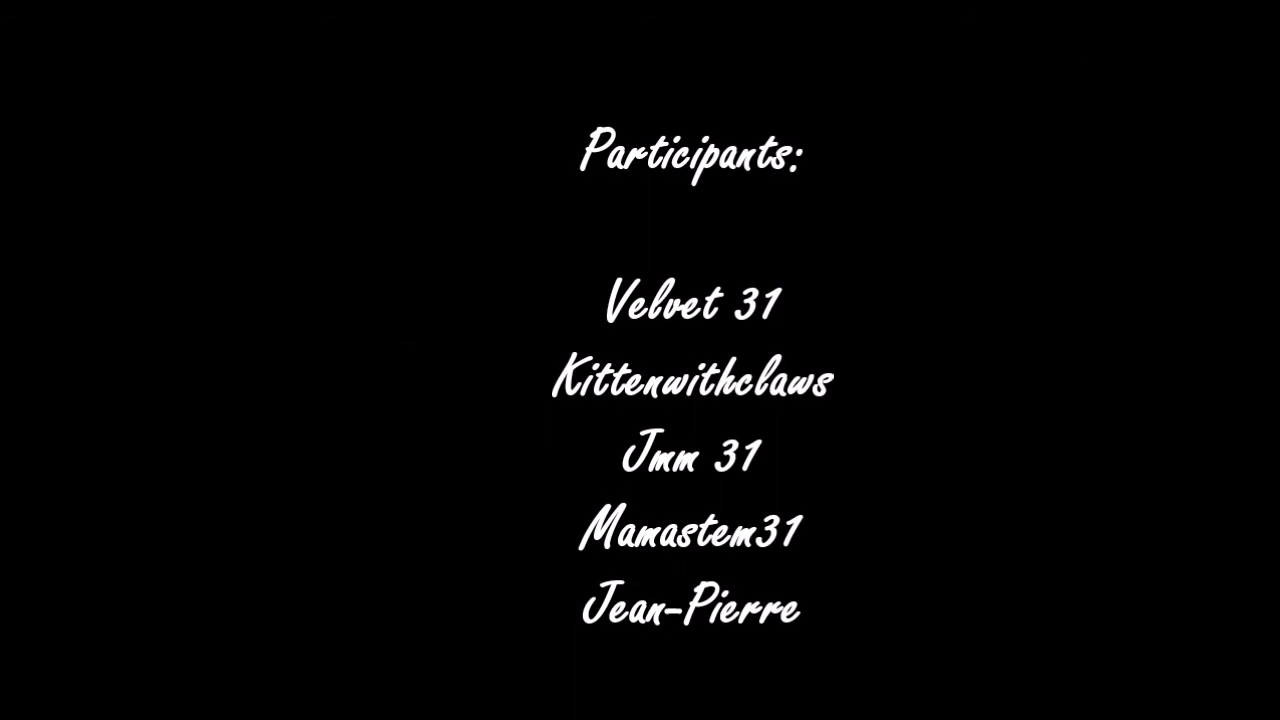 Participants:
Velvet 31
Kittenwithclaws
Jmm 31
Mamastem31
Jean-Pierre